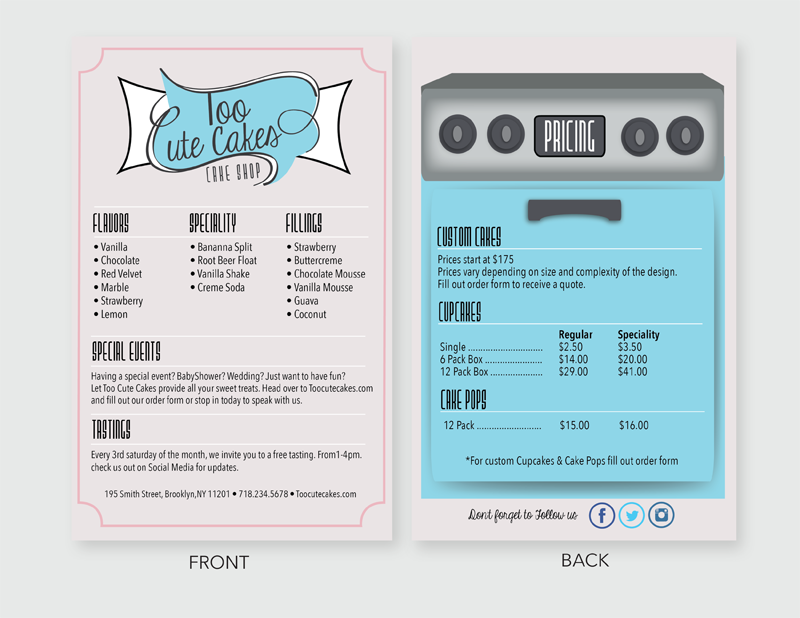 Too
Cute Cakes
CAKE SHOP
FLAVORS
• Vanilla
• Chocolate
• Red Velvet
• Marble
• Strawberry
• Lemon
SPECIALITY
• Bananna Split
• Root Beer Float
• Vanilla Shake
• Creme Soda
FILLINGS
• Strawberry
• Buttercreme
• Chocolate Mousse
• Vanilla Mousse
• Guava
• Coconut
SPECIAL EVENTS
Having a special event? BabyShower? Wedding? Just want to have fun?
Let Too Cute Cakes provide all your sweet treats. Head over to Toocutecakes.com
and fill out our order form or stop in today to speak with us.
TASTINGS
Every 3rd saturday of the month, we invite you to a free tasting. From1-4pm.
check us out on Social Media for updates.
195 Smith Street, Brooklyn,NY 11201 • 718.234.5678 • Toocutecakes.com
FRONT
PRICING
CUSTOM CAKES
Prices start at $175
Prices vary depending on size and complexity of the design.
Fill out order form to receive a quote.
CUPCAKES
Regular Speciality
Single ............................ $2.50 $3.50
6 Pack Box ...................... $14.00 $20.00
12 Pack Box .................... $29.00 $41.00
CAKE POPS
12 Pack ......................... $15.00 $16.00
*For custom Cupcakes & Cake Pops fill out order form
Dont forget to Follow us
BACK